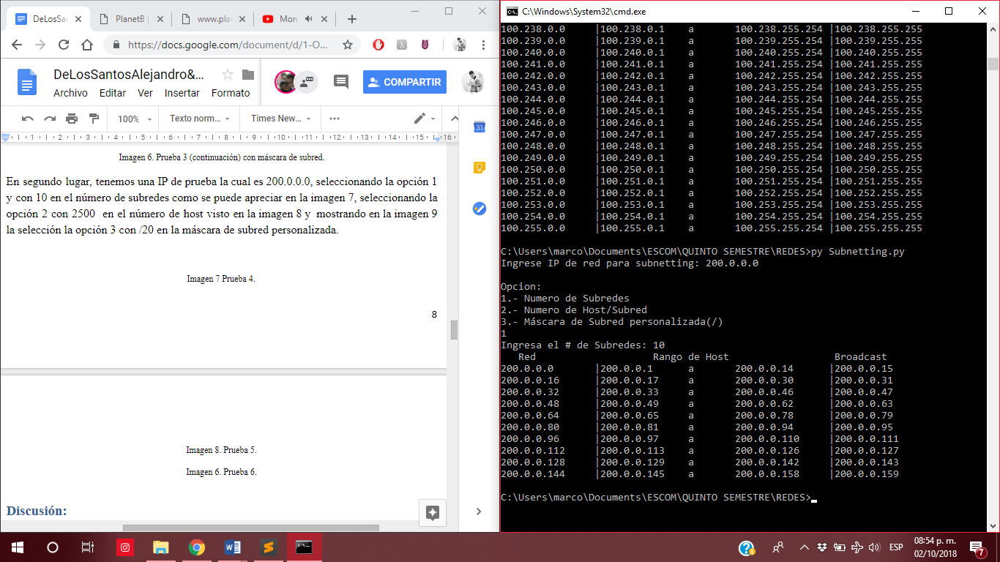 DeLosSar
PlanetB
www.plar
Mon
https://docs.google.com/document/d/1-O...
DeLosSantosAlejandro&...
COMPARTIR
Archivo Editar Ver Insertar Formato
100% Texto norm... Times New...
1 2 3 4 5 6 7 8 9 10 11 12 13 14 15 16
31
Imagen 6. Prueba 3 (continuación) con máscara de subred.
En segundo lugar, tenemos una IP de prueba la cual es 200.0.0.0, seleccionando la opción 1
y con 10 en el número de subredes como se puede apreciar en la imagen 7, seleccionando la
opción 2 con 2500 en el número de host visto en la imagen 8 y mostrando en la imagen 9
la selección la opción 3 con /20 en la máscara de subred personalizada.
Imagen 7 Prueba 4.
8
Imagen 8. Prueba 5.
Imagen 6. Prueba 6.
Discusión:
C:\Windows\System32\cmd.exe
100.238.0.0 |100.238.0.1 a 100.238.255.254 |100.238.255.255
100.239.0.0 |100.239.0.1 a 100.239.255.254 |100.239.255.255
100.240.0.0 |100.240.0.1 a 100.240.255.254 |100.240.255.255
100.241.0.0 |100.241.0.1 a 100.241.255.254 |100.241.255.255
100.242.0.0 |100.242.0.1 a 100.242.255.254 |100.242.255.255
100.243.0.0 |100.243.0.1 a 100.243.255.254 |100.243.255.255
100.244.0.0 |100.244.0.1 a 100.244.255.254 |100.244.255.255
100.245.0.0 |100.245.0.1 a 100.245.255.254 |100.245.255.255
100.246.0.0 |100.246.0.1 a 100.246.255.254 |100.246.255.255
100.247.0.0 |100.247.0.1 a 100.247.255.254 |100.247.255.255
100.248.0.0 |100.248.0.1 a 100.248.255.254 |100.248.255.255
100.249.0.0 |100.249.0.1 a 100.249.255.254 |100.249.255.255
100.250.0.0 |100.250.0.1 a 100.250.255.254 |100.250.255.255
100.251.0.0 |100.251.0.1 a 100.251.255.254 |100.251.255.255
100.252.0.0 |100.252.0.1 a 100.252.255.254 |100.252.255.255
100.253.0.0 |100.253.0.1 a 100.253.255.254 |100.253.255.255
100.254.0.0 |100.254.0.1 a 100.254.255.254 |100.254.255.255
100.255.0.0 |100.255.0.1 a 100.255.255.254 |100.255.255.255
C:\Users\marco\Documents\ESCOM\QUINTO SEMESTRE\REDES>py Subnetting.py
Ingrese IP de red para subnetting: 200.0.0.0
Opcion:
1.- Numero de Subredes
2.- Numero de Host/Subred
3.- Máscara de Subred personalizada(/)
1
Ingresa el # de Subredes: 10
Red Rango de Host Broadcast
200.0.0.0 |200.0.0.1 a 200.0.0.14 |200.0.0.15
200.0.0.16 |200.0.0.17 a 200.0.0.30 |200.0.0.31
200.0.0.32 |200.0.0.33 a 200.0.0.46 |200.0.0.47
200.0.0.48 |200.0.0.49 a 200.0.0.62 |200.0.0.63
200.0.0.64 |200.0.0.65 a 200.0.0.78 |200.0.0.79
200.0.0.80 |200.0.0.81 a 200.0.0.94 |200.0.0.95
200.0.0.96 |200.0.0.97 a 200.0.0.110 |200.0.0.111
200.0.0.112 |200.0.0.113 a 200.0.0.126 |200.0.0.127
200.0.0.128 |200.0.0.129 a 200.0.0.142 |200.0.0.143
200.0.0.144 |200.0.0.145 a 200.0.0.158 |200.0.0.159
C:\Users\marco\Documents\ESCOM\QUINTO SEMESTRE\REDES>
ESP
08:54 p. m.
02/10/2018
7